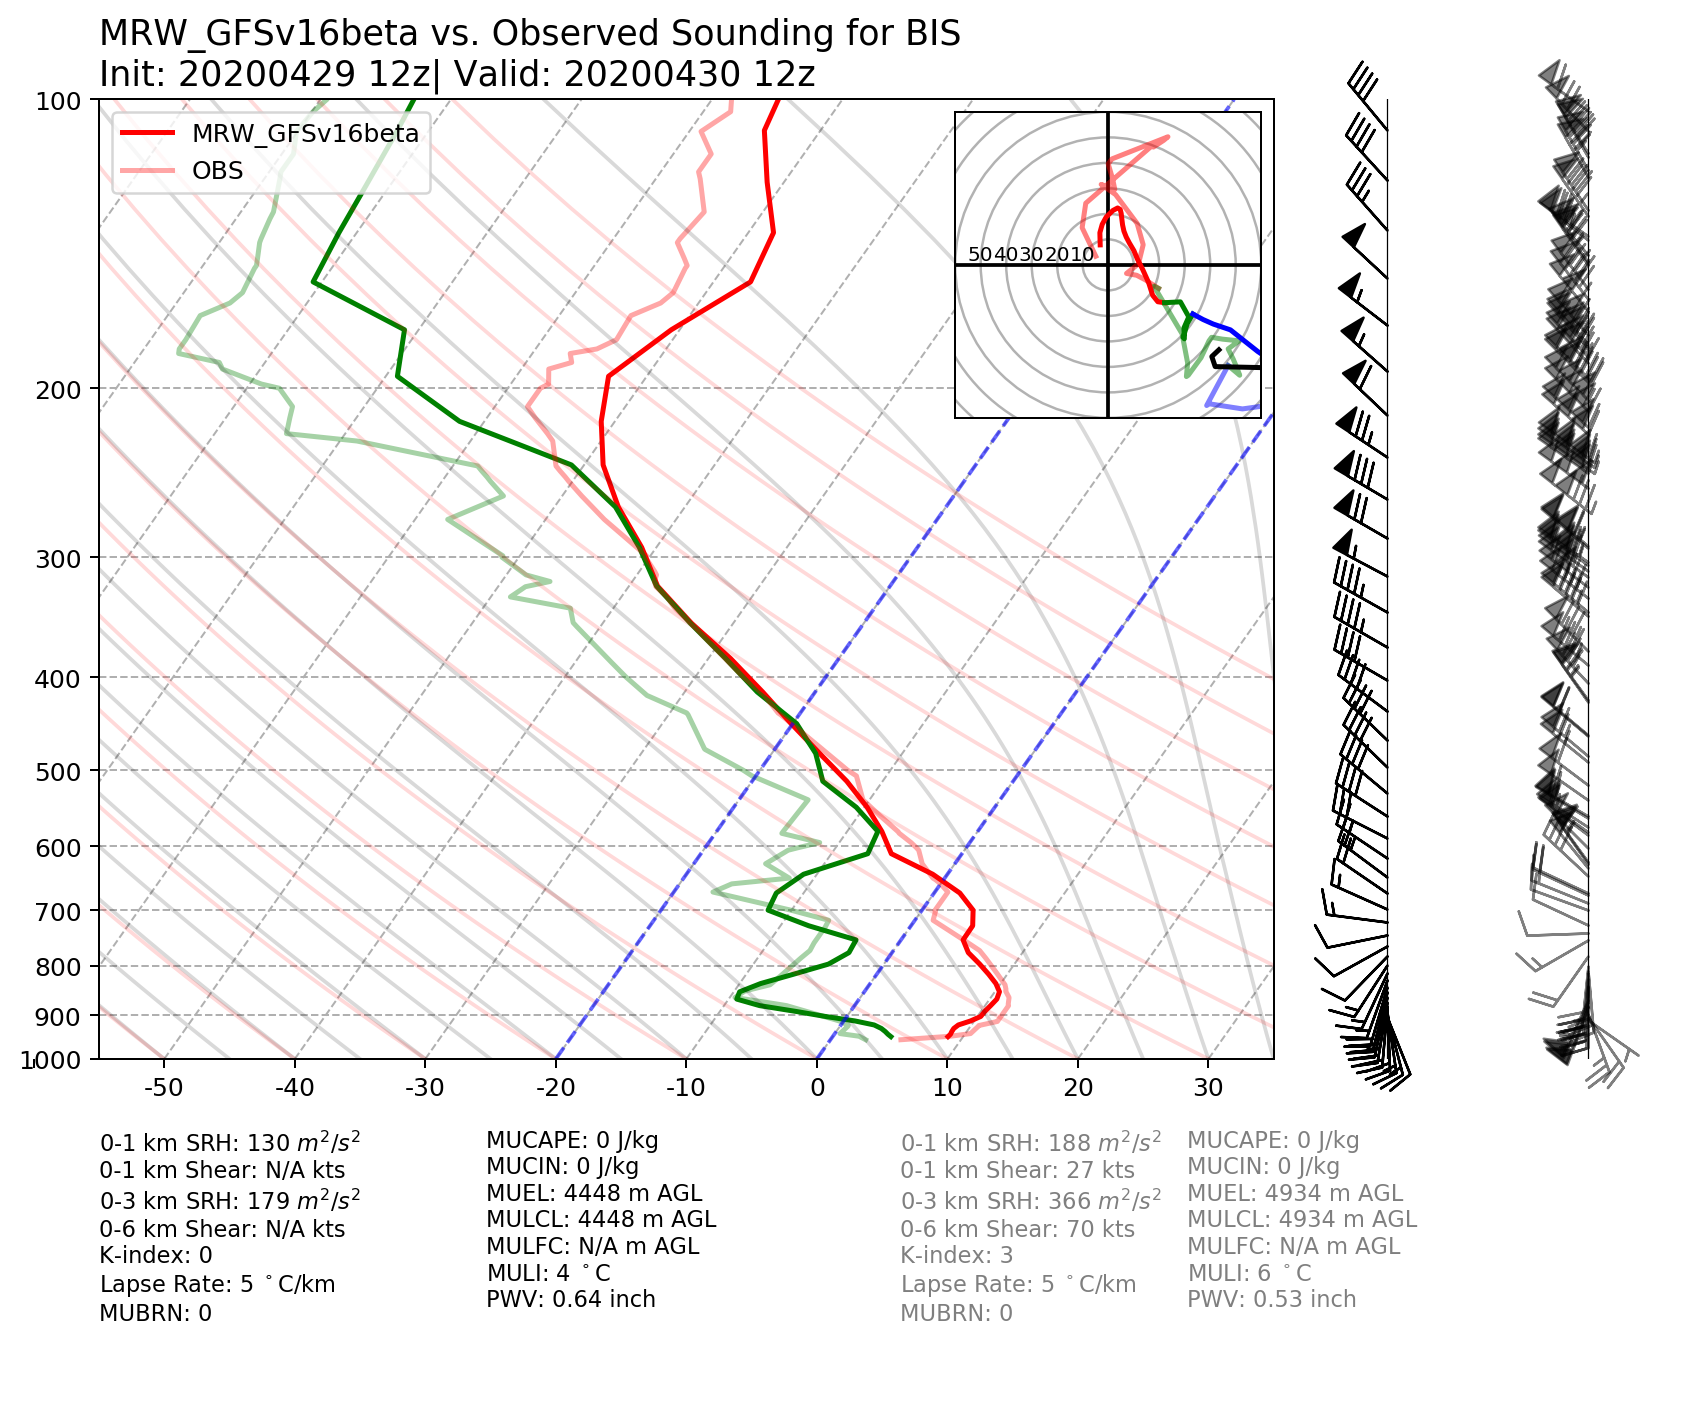 MRW_GFSv16beta vs. Observed Sounding for BIS
Init: 20200429 12z| Valid: 20200430 12z
MRW_GFSv16beta
OBS
5040302010
100
200
300
400
500
600
700
800
900
1000
-50
-40
-30
-20
-10
0
10
20
30
0-1 km SRH: 130 m²/s²
0-1 km Shear: N/A kts
0-3 km SRH: 179 m²/s²
0-6 km Shear: N/A kts
K-index: 0
Lapse Rate: 5 °C/km
MUBRN: 0
MUCAPE: 0 J/kg
MUCIN: 0 J/kg
MUEL: 4448 m AGL
MULCL: 4448 m AGL
MULFC: N/A m AGL
MULI: 4 °C
PWV: 0.64 inch
0-1 km SRH: 188 m²/s²
0-1 km Shear: 27 kts
0-3 km SRH: 366 m²/s²
0-6 km Shear: 70 kts
K-index: 3
Lapse Rate: 5 °C/km
MUBRN: 0
MUCAPE: 0 J/kg
MUCIN: 0 J/kg
MUEL: 4934 m AGL
MULCL: 4934 m AGL
MULFC: N/A m AGL
MULI: 6 °C
PWV: 0.53 inch